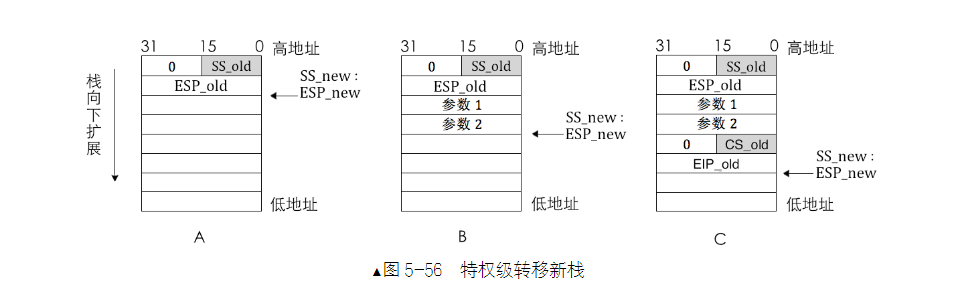 栈向下扩展
31 15 0 高地址
0 SS_old
ESP_old
SS_new:
ESP_new
低地址
A
31 15 0 高地址
0 SS_old
ESP_old
参数 1
参数 2
SS_new:
ESP_new
低地址
B
31 15 0 高地址
0 SS_old
ESP_old
参数 1
参数 2
0 CS_old
EIP_old
SS_new:
ESP_new
低地址
C
▲图 5-56 特权级转移新栈